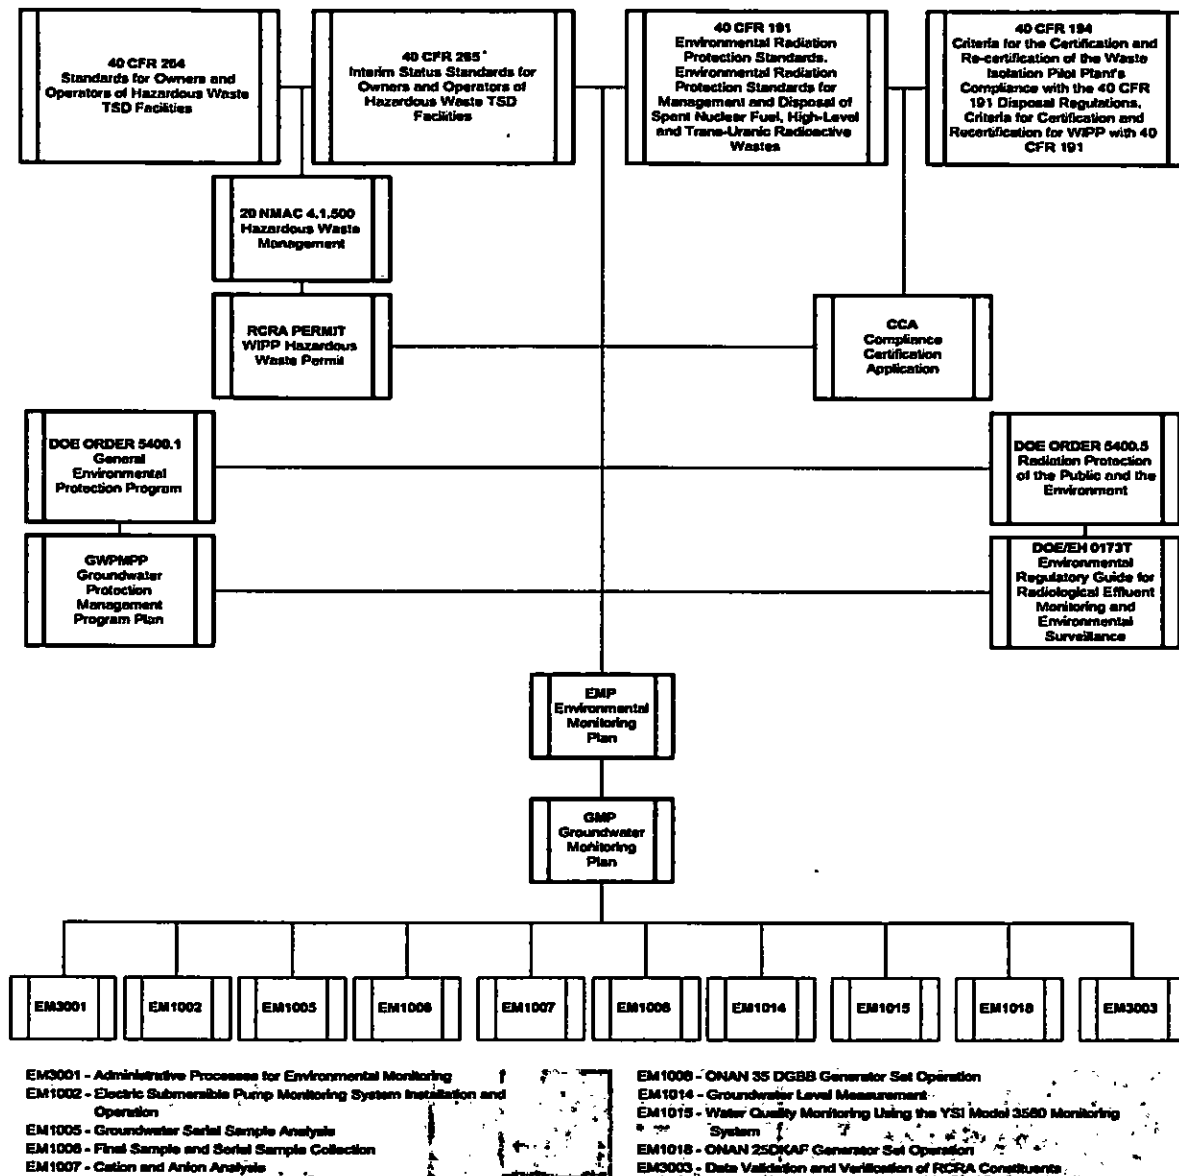 40 CFR 264
Standards for Owners and
Operators of Hazardous Waste
TSD Facilities
40 CFR 265
Interim Status Standards for
Owners and Operators of
Hazardous Waste TSD
Facilities
40 CFR 191
Environmental Radiation
Protection Standards.
Environmental Radiation
Protection Standards for
Management and Disposal of
Spent Nuclear Fuel, High-Level
and Trans-Uranic Radioactive
Wastes
40 CFR 194
Criteria for the Certification and
Re-certification of the Waste
Isolation Pilot Plant's
Compliance with the 40 CFR
191 Disposal Regulations,
Criteria for Certification and
Recertification for WIPP with 40
CFR 191
20 NMAC 4.1.500
Hazardous Waste
Management
RCRA PERMIT
WIPP Hazardous
Waste Permit
CCA
Compliance
Certification
Application
DOE ORDER 5400.1
General
Environmental
Protection Program
DOE ORDER 5400.5
Radiation Protection
of the Public and the
Environment
GWPMPP
Groundwater
Protection
Management
Program Plan
DOE/EH 0173T
Environmental
Regulatory Guide for
Radiological Effluent
Monitoring and
Environmental
Surveillance
EMP
Environmental
Monitoring
Plan
GMP
Groundwater
Monitoring
Plan
EM3001
EM1002
EM1005
EM1006
EM1007
EM1008
EM1014
EM1015
EM1018
EM3003
EM3001 - Administrative Processes for Environmental Monitoring
EM1002 - Electric Submersible Pump Monitoring System Installation and
Operation
EM1005 - Groundwater Serial Sample Analysis
EM1006 - Final Sample and Serial Sample Collection
EM1007 - Cation and Anion Analysis
EM1008 - ONAN 35 DGBB Generator Set Operation
EM1014 - Groundwater Level Measurement
EM1015 - Water Quality Monitoring Using the YSI Model 3560 Monitoring
System
EM1018 - ONAN 25DKAF Generator Set Operation
EM3003 - Data Validation and Verification of RCRA Constituents